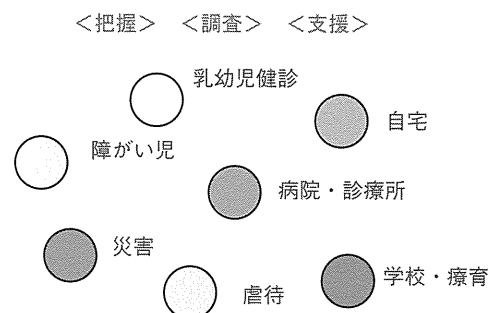 ＜把握＞ ＜調査＞ ＜支援＞
乳幼児健診
自宅
障がい児
病院・診療所
災害
学校・療育
虐待